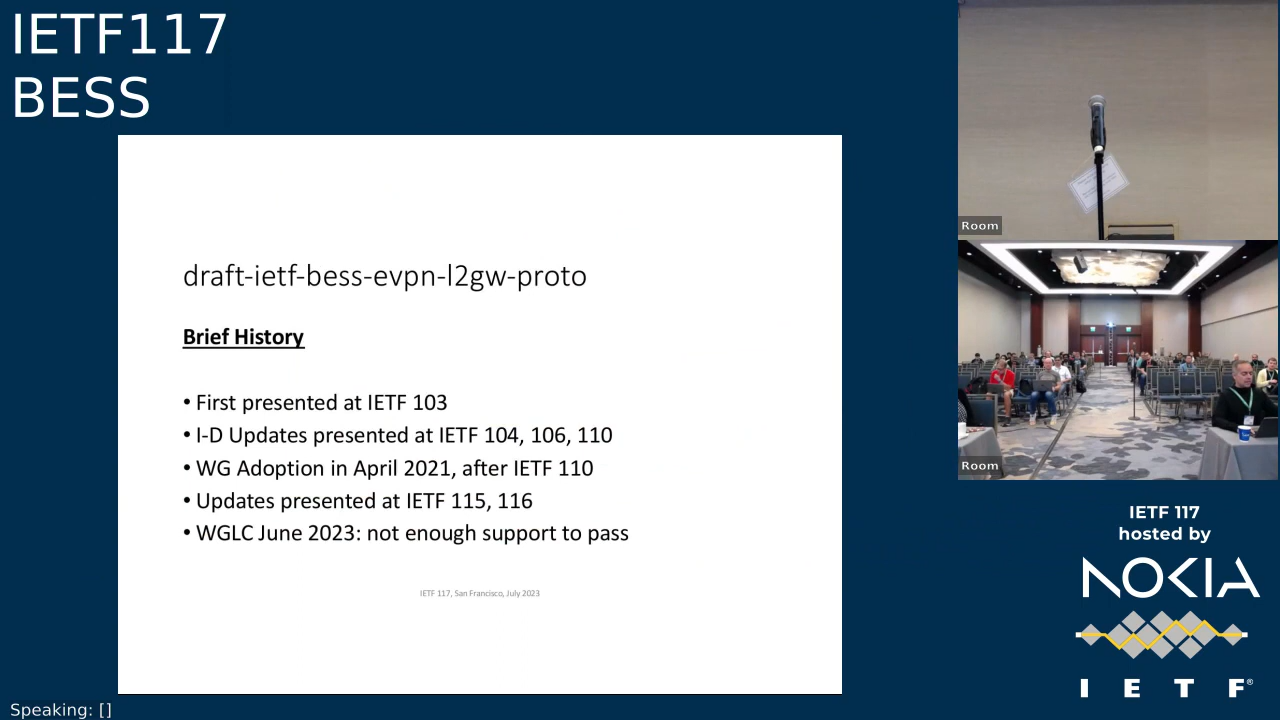 IETF117
BESS
draft-ietf-bess-evpn-l2gw-proto
Brief History
• First presented at IETF 103
• I-D Updates presented at IETF 104, 106, 110
• WG Adoption in April 2021, after IETF 110
• Updates presented at IETF 115, 116
• WGLC June 2023: not enough support to pass
IETF 117, San Francisco, July 2023
Room
Room
IETF 117
hosted by
NOKIA
I E T F®
Speaking: []